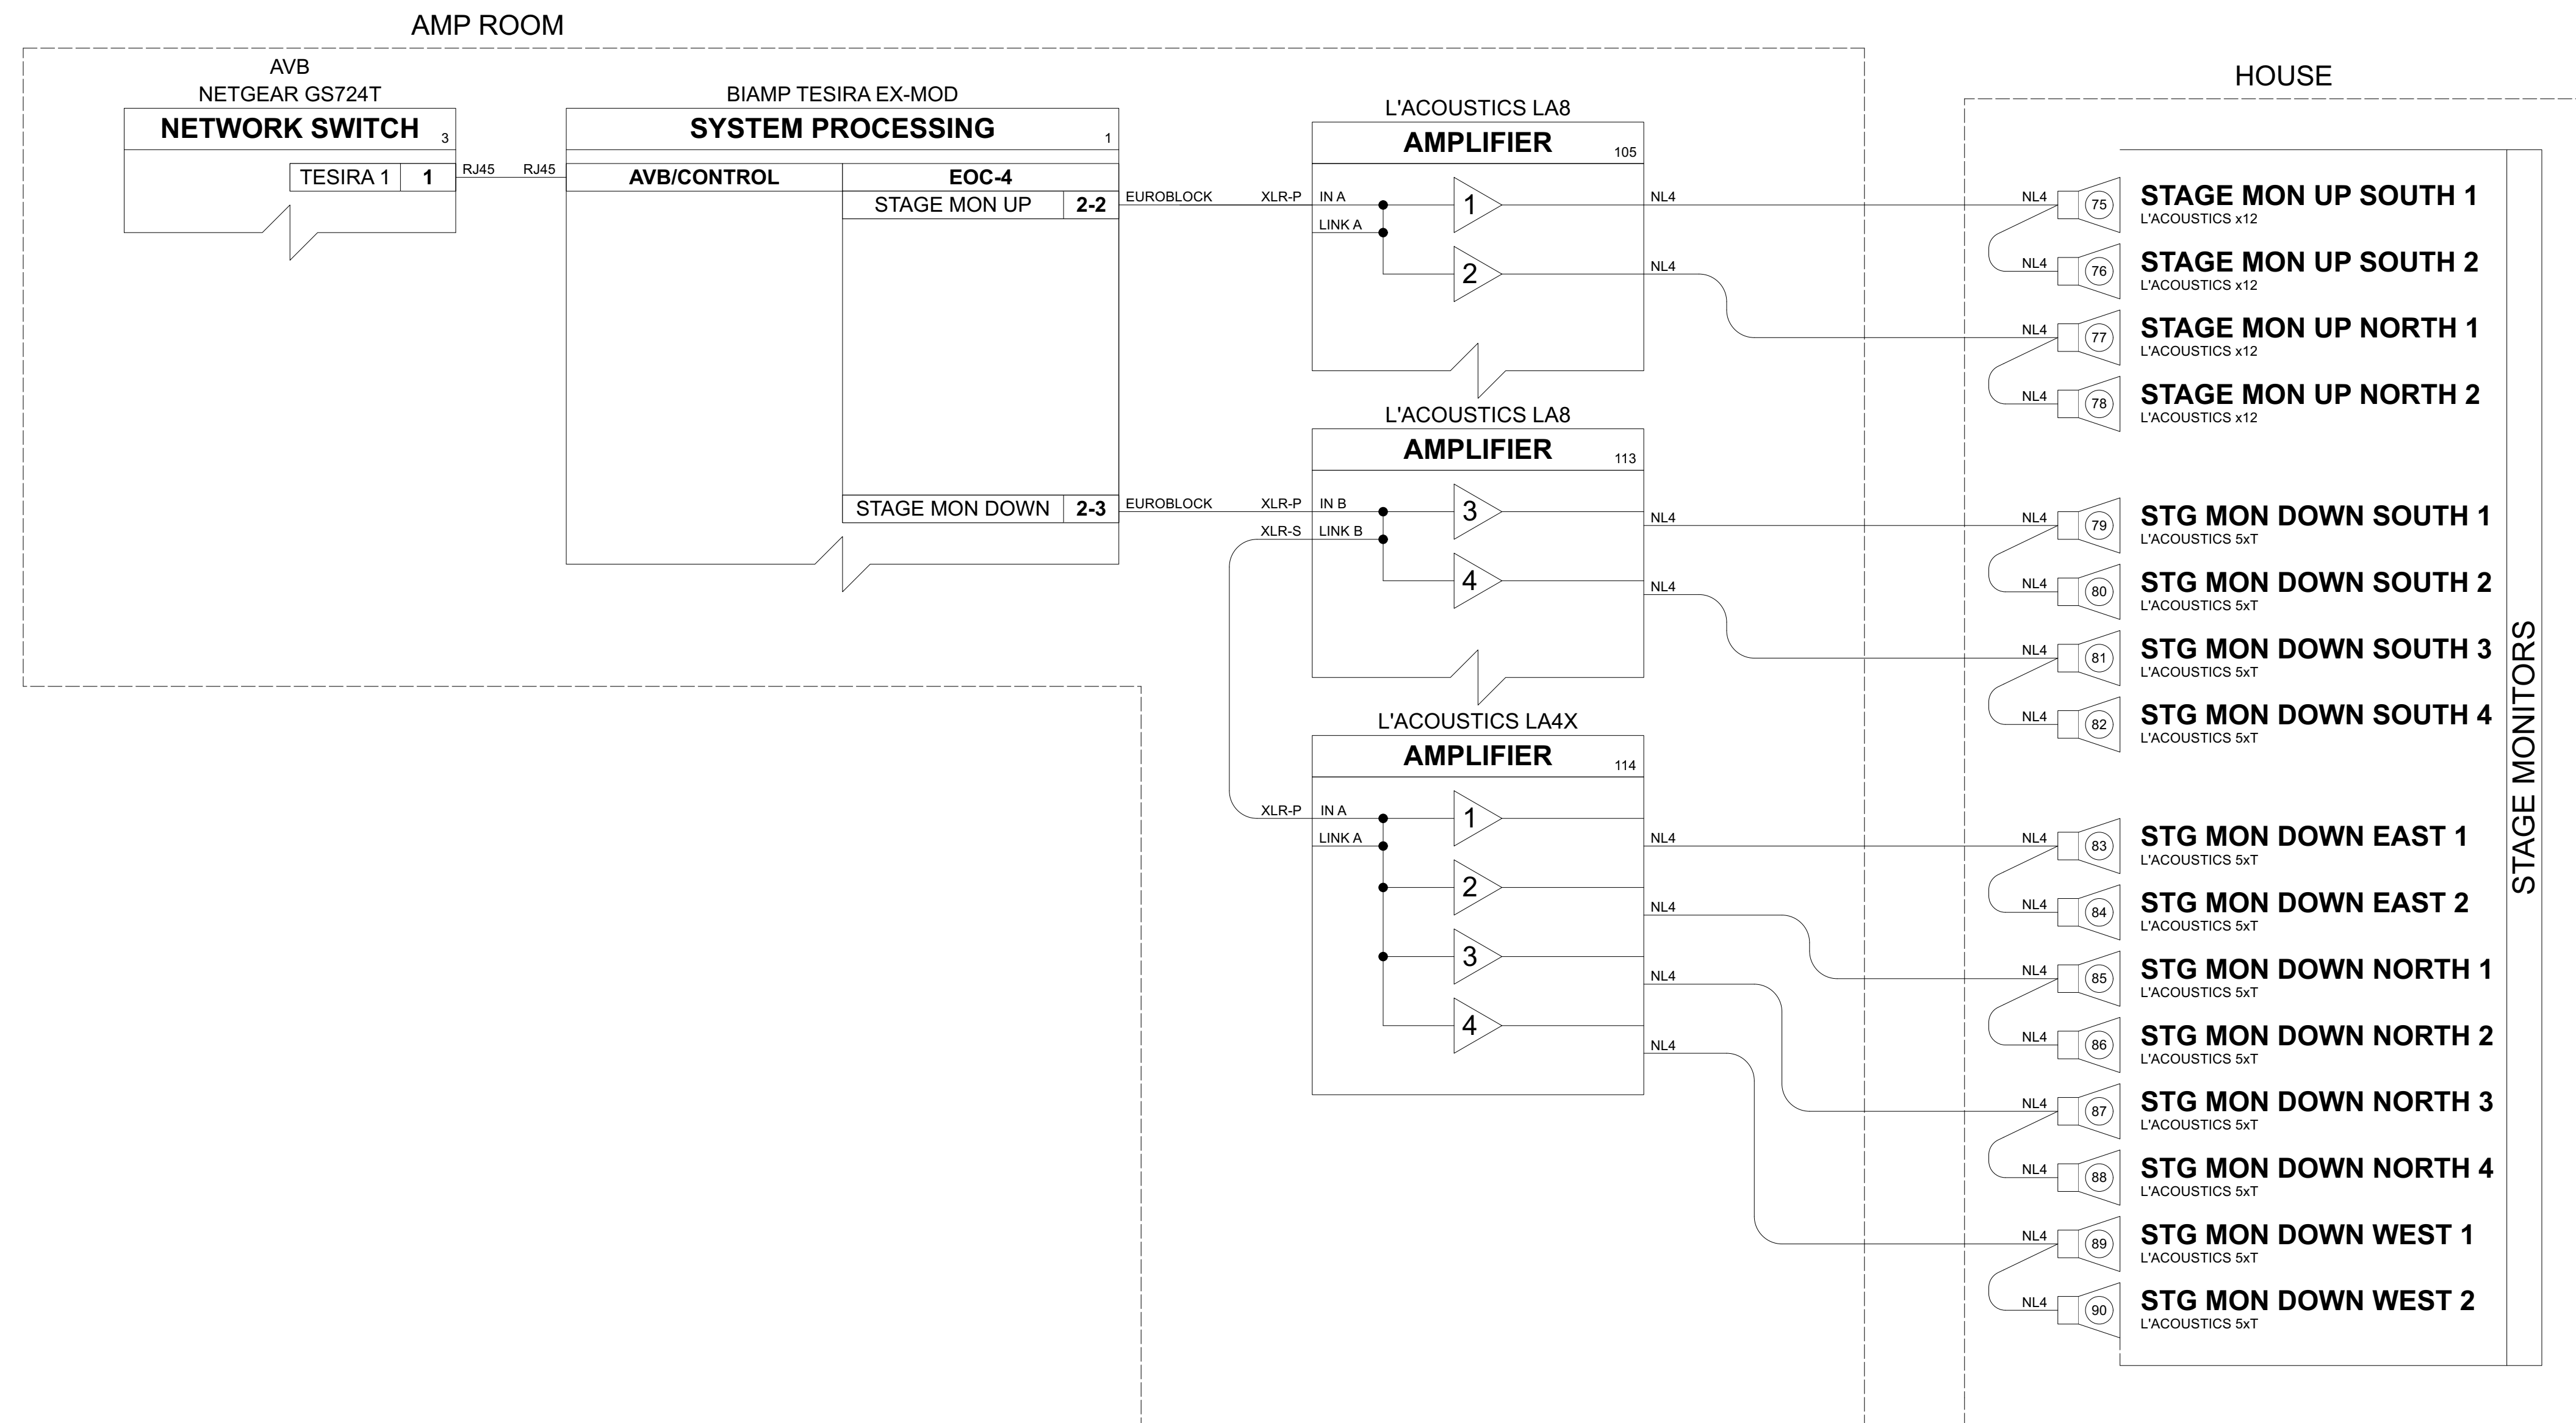 AMP ROOM
HOUSE
AVB
NETGEAR GS724T
NETWORK SWITCH 3
TESIRA 1 1
RJ45 RJ45
BIAMP TESIRA EX-MOD
SYSTEM PROCESSING 1
AVB/CONTROL EOC-4
STAGE MON UP 2-2
EUROBLOCK XLR-P
STAGE MON DOWN 2-3
EUROBLOCK XLR-P
XLR-S
XLR-P
L'ACOUSTICS LA8
AMPLIFIER 105
IN A 1 NL4
LINK A
2 NL4
L'ACOUSTICS LA8
AMPLIFIER 113
IN B 3 NL4
LINK B
4 NL4
L'ACOUSTICS LA4X
AMPLIFIER 114
IN A 1
LINK A NL4
2 NL4
3 NL4
4 NL4
NL4 75 STAGE MON UP SOUTH 1
L'ACOUSTICS x12
NL4 76 STAGE MON UP SOUTH 2
L'ACOUSTICS x12
NL4 77 STAGE MON UP NORTH 1
L'ACOUSTICS x12
NL4 78 STAGE MON UP NORTH 2
L'ACOUSTICS x12
NL4 79 STG MON DOWN SOUTH 1
L'ACOUSTICS 5xT
NL4 80 STG MON DOWN SOUTH 2
L'ACOUSTICS 5xT
NL4 81 STG MON DOWN SOUTH 3
L'ACOUSTICS 5xT
NL4 82 STG MON DOWN SOUTH 4
L'ACOUSTICS 5xT
NL4 83 STG MON DOWN EAST 1
L'ACOUSTICS 5xT
NL4 84 STG MON DOWN EAST 2
L'ACOUSTICS 5xT
NL4 85 STG MON DOWN NORTH 1
L'ACOUSTICS 5xT
NL4 86 STG MON DOWN NORTH 2
L'ACOUSTICS 5xT
NL4 87 STG MON DOWN NORTH 3
L'ACOUSTICS 5xT
NL4 88 STG MON DOWN NORTH 4
L'ACOUSTICS 5xT
NL4 89 STG MON DOWN WEST 1
L'ACOUSTICS 5xT
NL4 90 STG MON DOWN WEST 2
L'ACOUSTICS 5xT
STAGE MONITORS